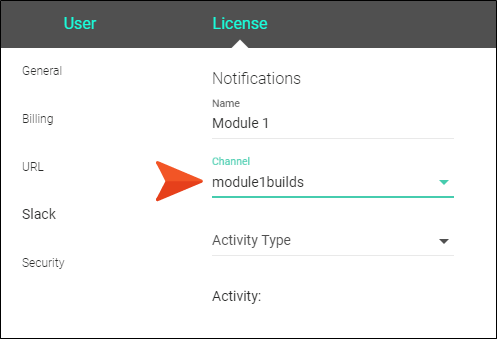 User License
General
Notifications
Name
Billing
Module 1
URL
Channel
module1builds
Slack
Activity Type
Security
Activity: